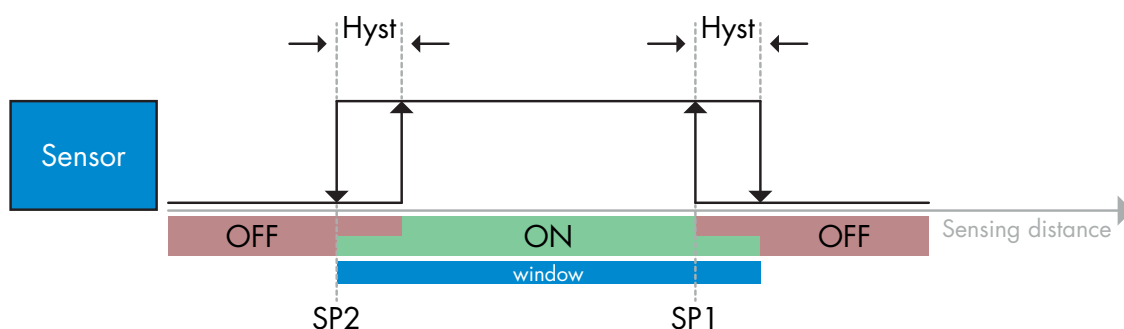 Hyst
Hyst
Sensor
OFF
ON
OFF
Sensing distance
window
SP2
SP1